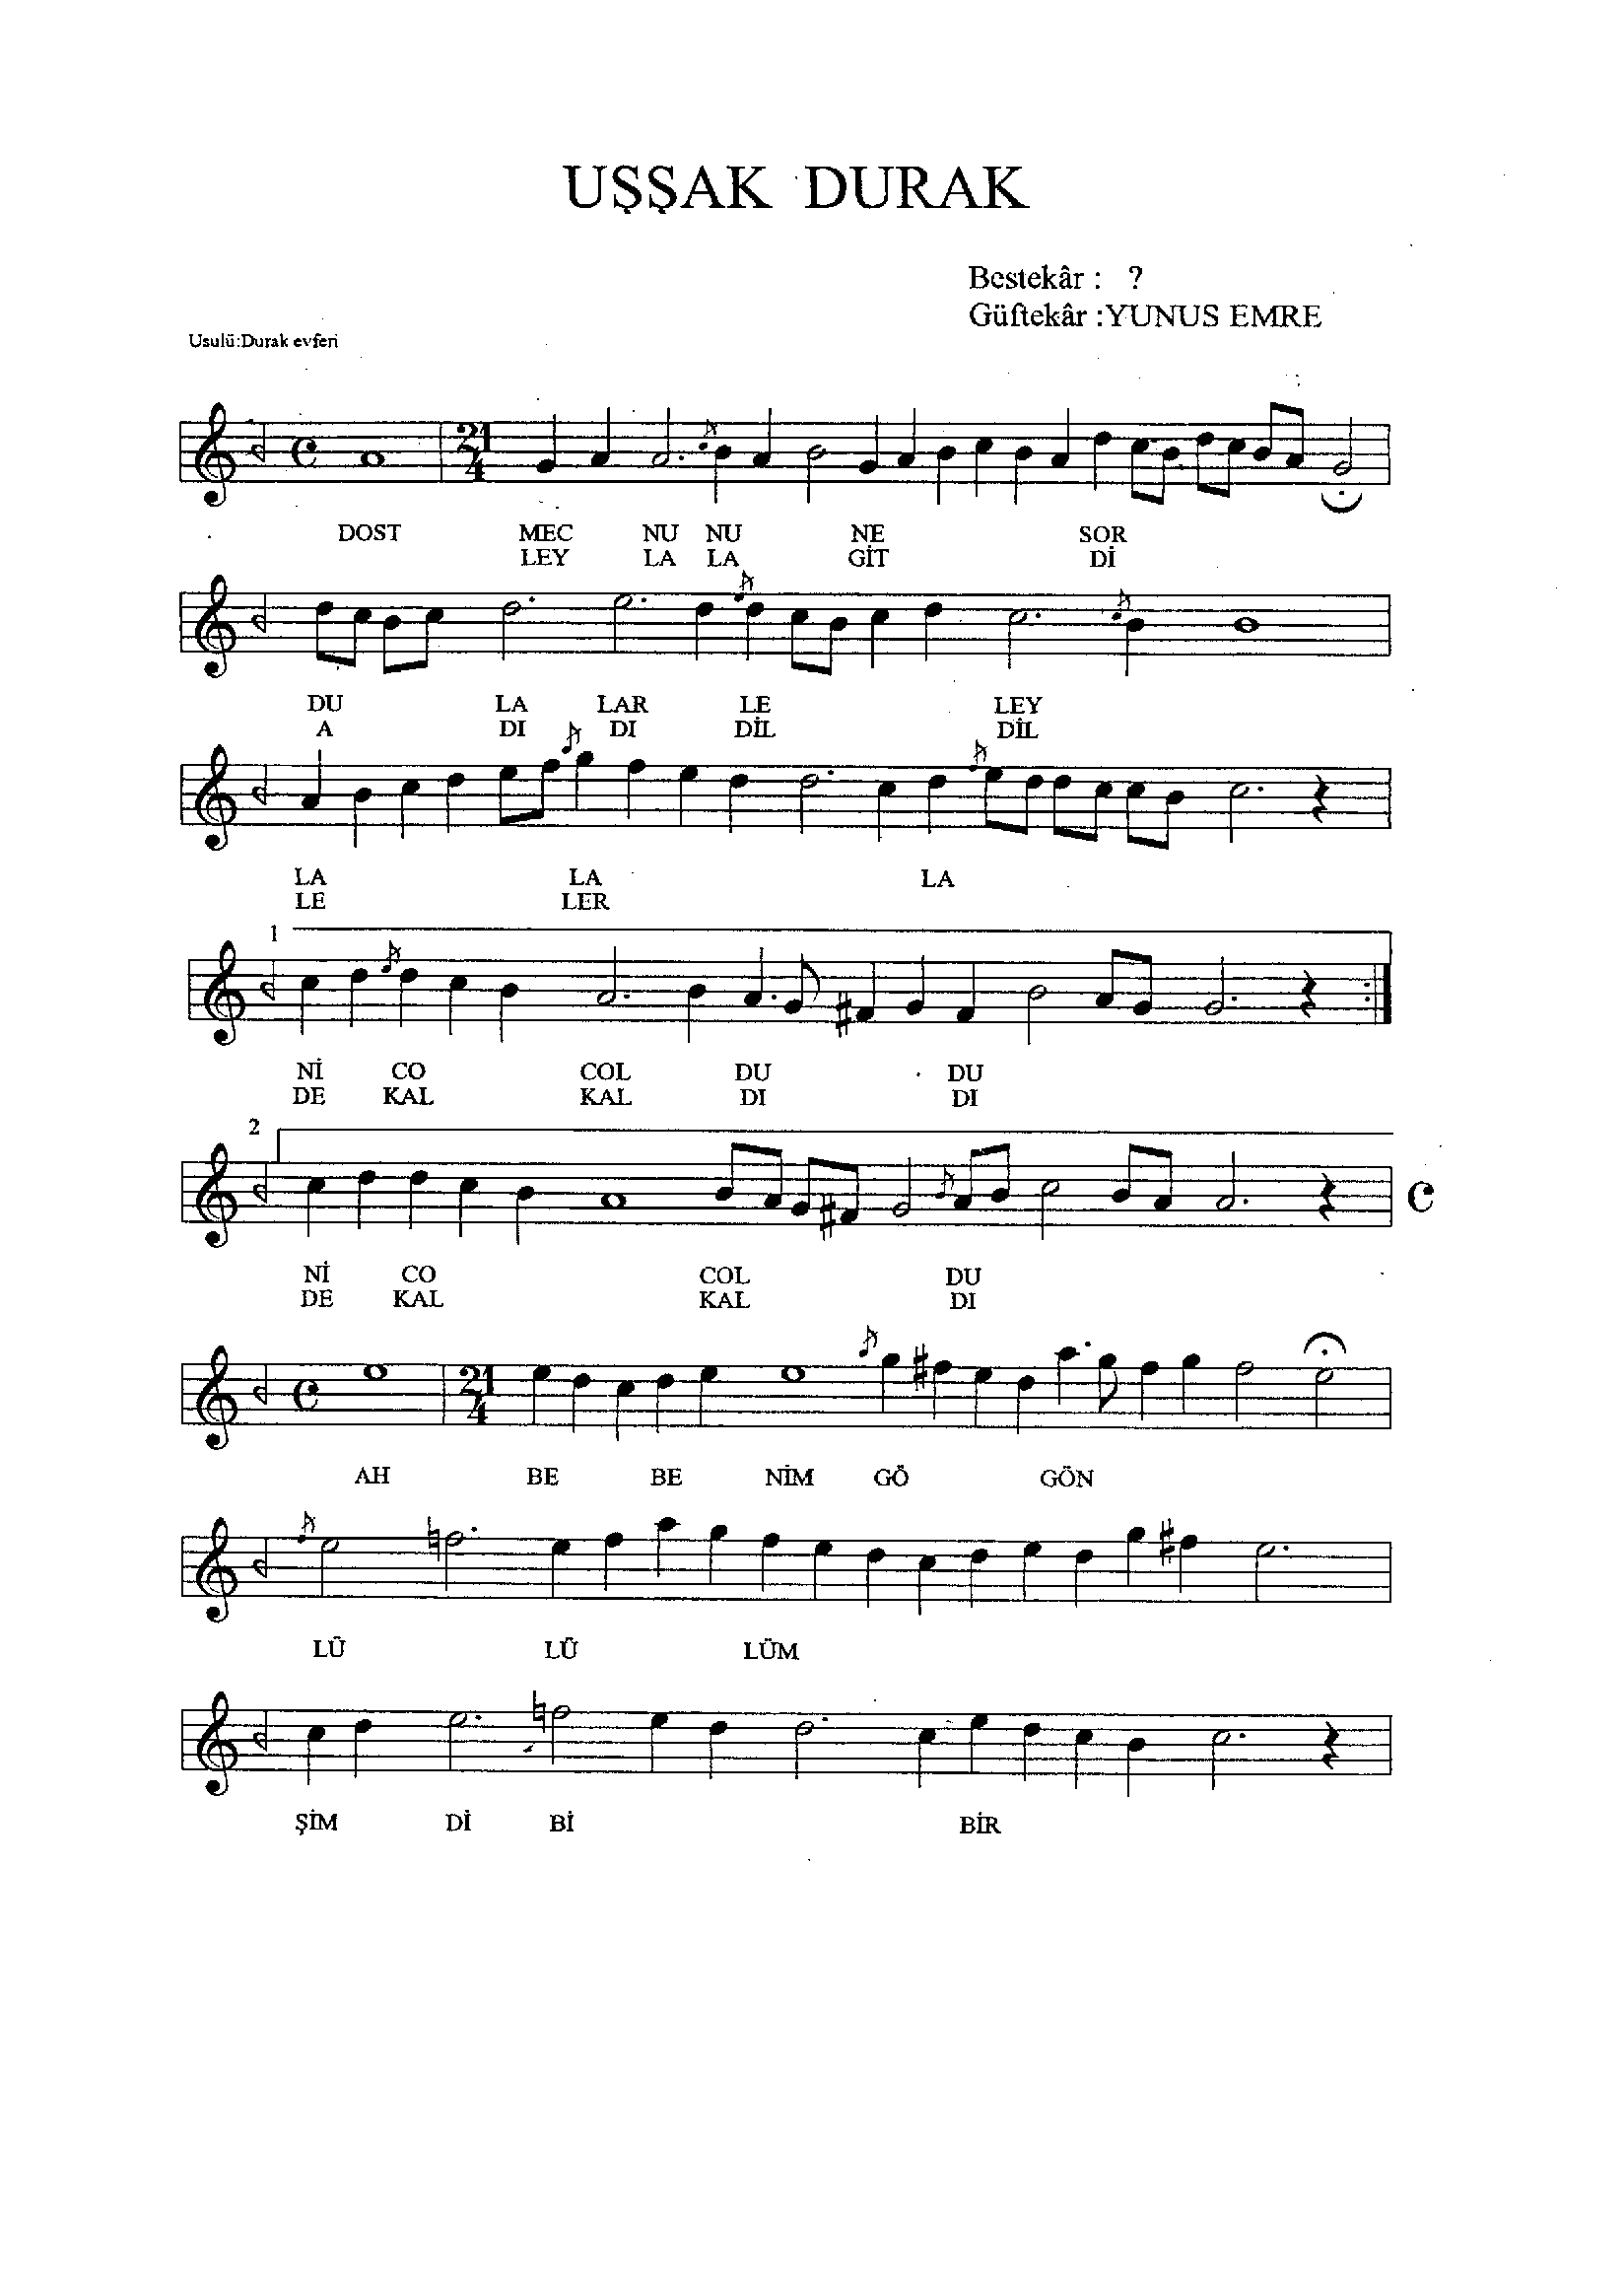 UŞŞAK DURAK
Bestekâr : ?
Güftekâr :YUNUS EMRE
Usulü:Durak evferi
21
4
DOST MEC NU NU NE SOR
LEY LA LA GİT Dİ
DU LA LAR LE LEY
A DI DI DİL DİL
LA LA LA
LE LER
1
Nİ CO COL DU DU
DE KAL KAL DI DI
2
Nİ CO COL DU
DE KAL KAL DI
21
4
AH BE BE NİM GÖ GÖN
LÜ LÜ LÜM
ŞİM Dİ Bİ BİR